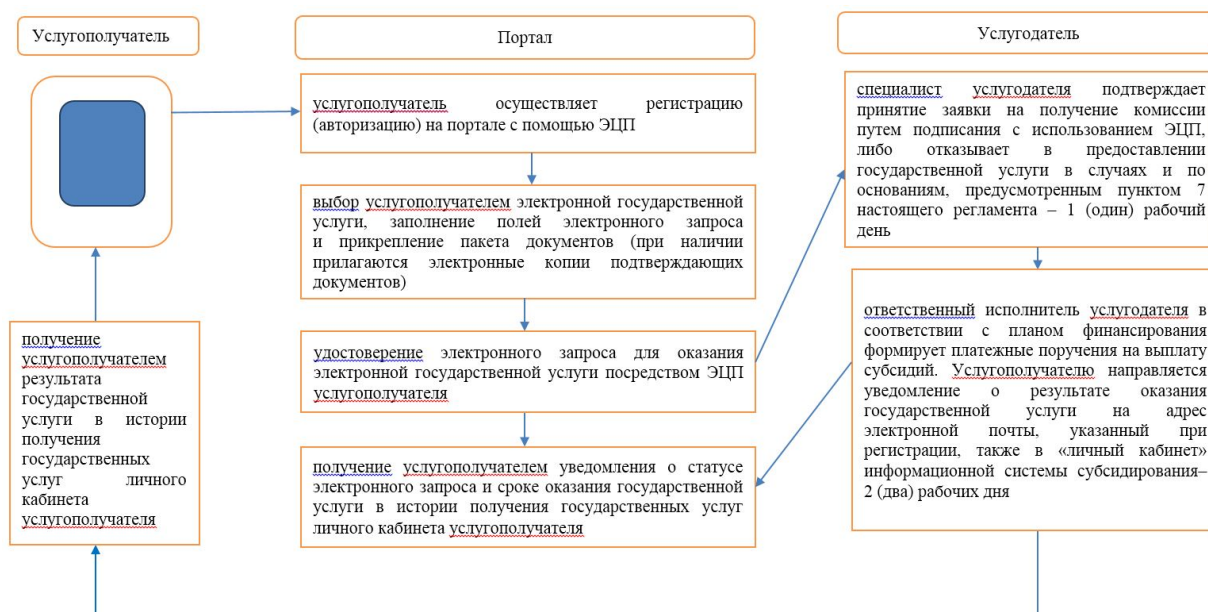 Услугополучатель
Портал
Услугодатель
услугополучатель осуществляет регистрацию
(авторизацию) на портале с помощью ЭЦП
выбор услугополучателем электронной государственной
услуги, заполнение полей электронного запроса
и прикрепление пакета документов (при наличии
прилагаются электронные копии подтверждающих
документов)
удостоверение электронного запроса для оказания
электронной государственной услуги посредством ЭЦП
услугополучателя
получение услугополучателем уведомления о статусе
электронного запроса и сроке оказания государственной
услуги в истории получения государственных услуг
личного кабинета услугополучателя
специалист услугодателя подтверждает
принятие заявки на получение комиссии
путем подписания с использованием ЭЦП,
либо отказывает в предоставлении
государственной услуги в случаях и по
основаниям, предусмотренным пунктом 7
настоящего регламента – 1 (один) рабочий
день
ответственный исполнитель услугодателя в
соответствии с планом финансирования
формирует платежные поручения на выплату
субсидий. Услугополучателю направляется
уведомление о результате оказания
государственной услуги на адрес
электронной почты, указанный при
регистрации, также в «личный кабинет»
информационной системы субсидирования–
2 (два) рабочих дня
получение
услугополучателем
результата
государственной
услуги в истории
получения
государственных
услуг личного
кабинета
услугополучателя